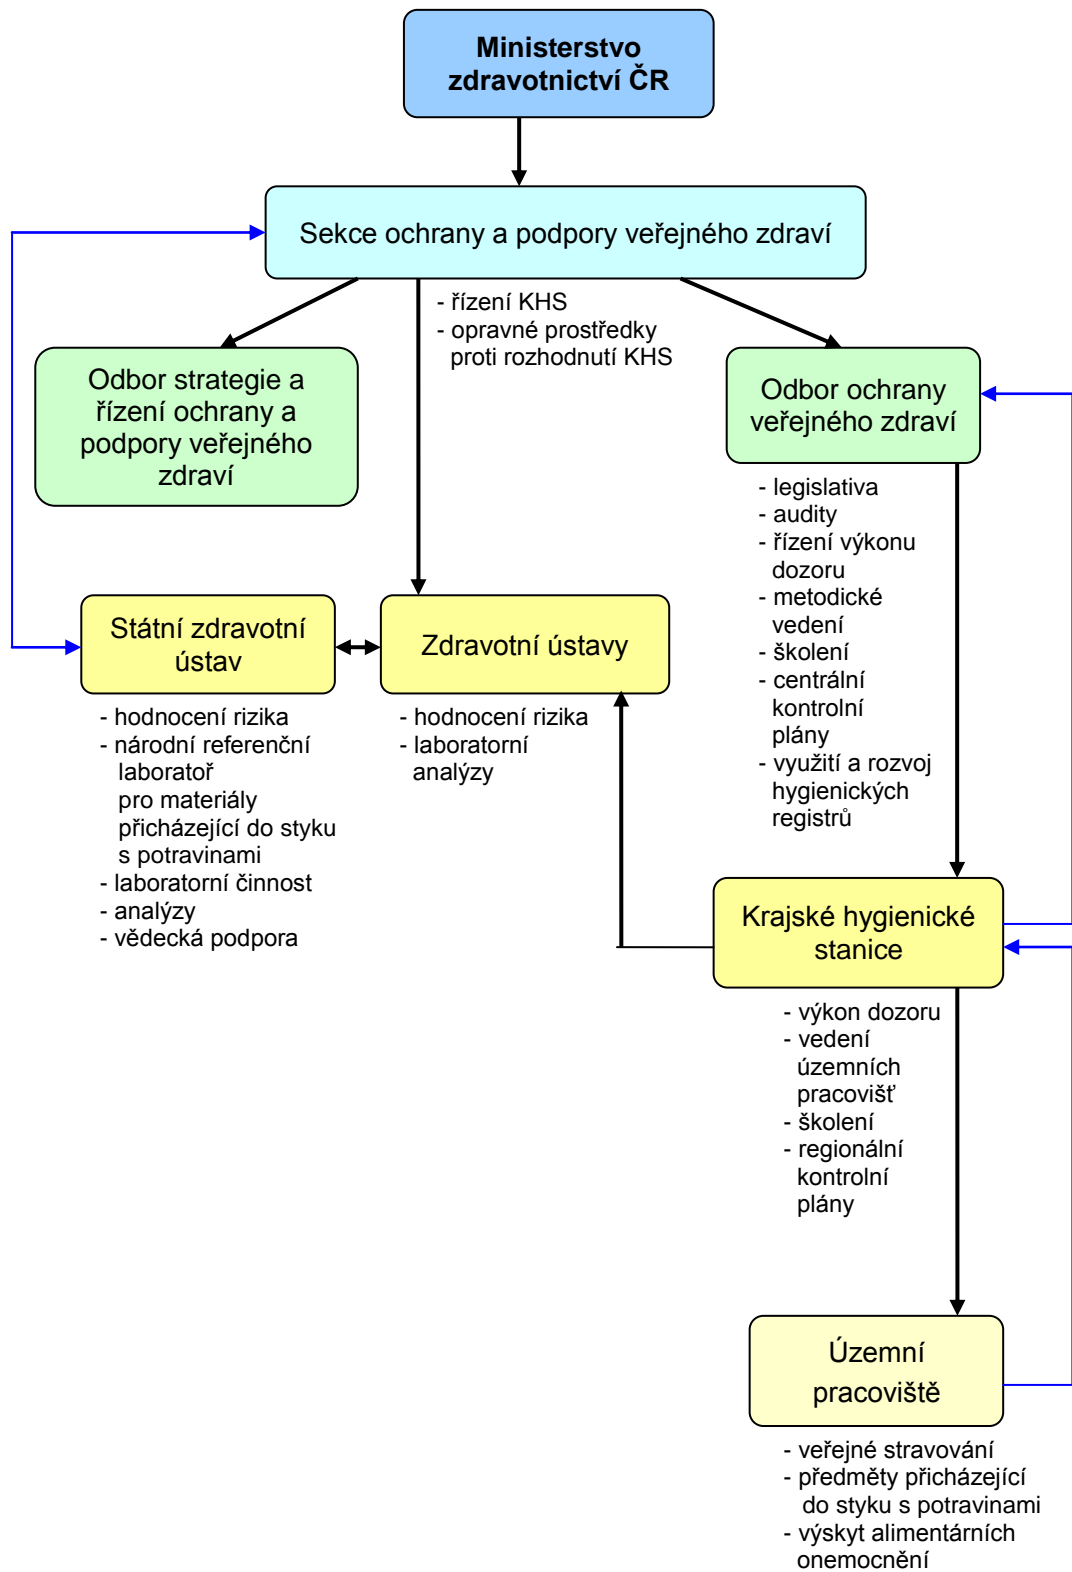 Ministerstvo
zdravotnictví ČR
Sekce ochrany a podpory veřejného zdraví
- řízení KHS
- opravné prostředky
proti rozhodnutí KHS
Odbor strategie a
řízení ochrany a
podpory veřejného
zdraví
Odbor ochrany
veřejného zdraví
- legislativa
- audity
- řízení výkonu
dozoru
- metodické
vedení
- školení
- centrální
kontrolní
plány
- využití a rozvoj
hygienických
registrů
Státní zdravotní
ústav
- hodnocení rizika
- národní referenční
laboratoř
pro materiály
přicházející do styku
s potravinami
- laboratorní činnost
- analýzy
- vědecká podpora
Zdravotní ústavy
- hodnocení rizika
- laboratorní
analýzy
Krajské hygienické
stanice
- výkon dozoru
- vedení
územních
pracovišť
- školení
- regionální
kontrolní
plány
Územní
pracoviště
- veřejné stravování
- předměty přicházející
do styku s potravinami
- výskyt alimentárních
onemocnění